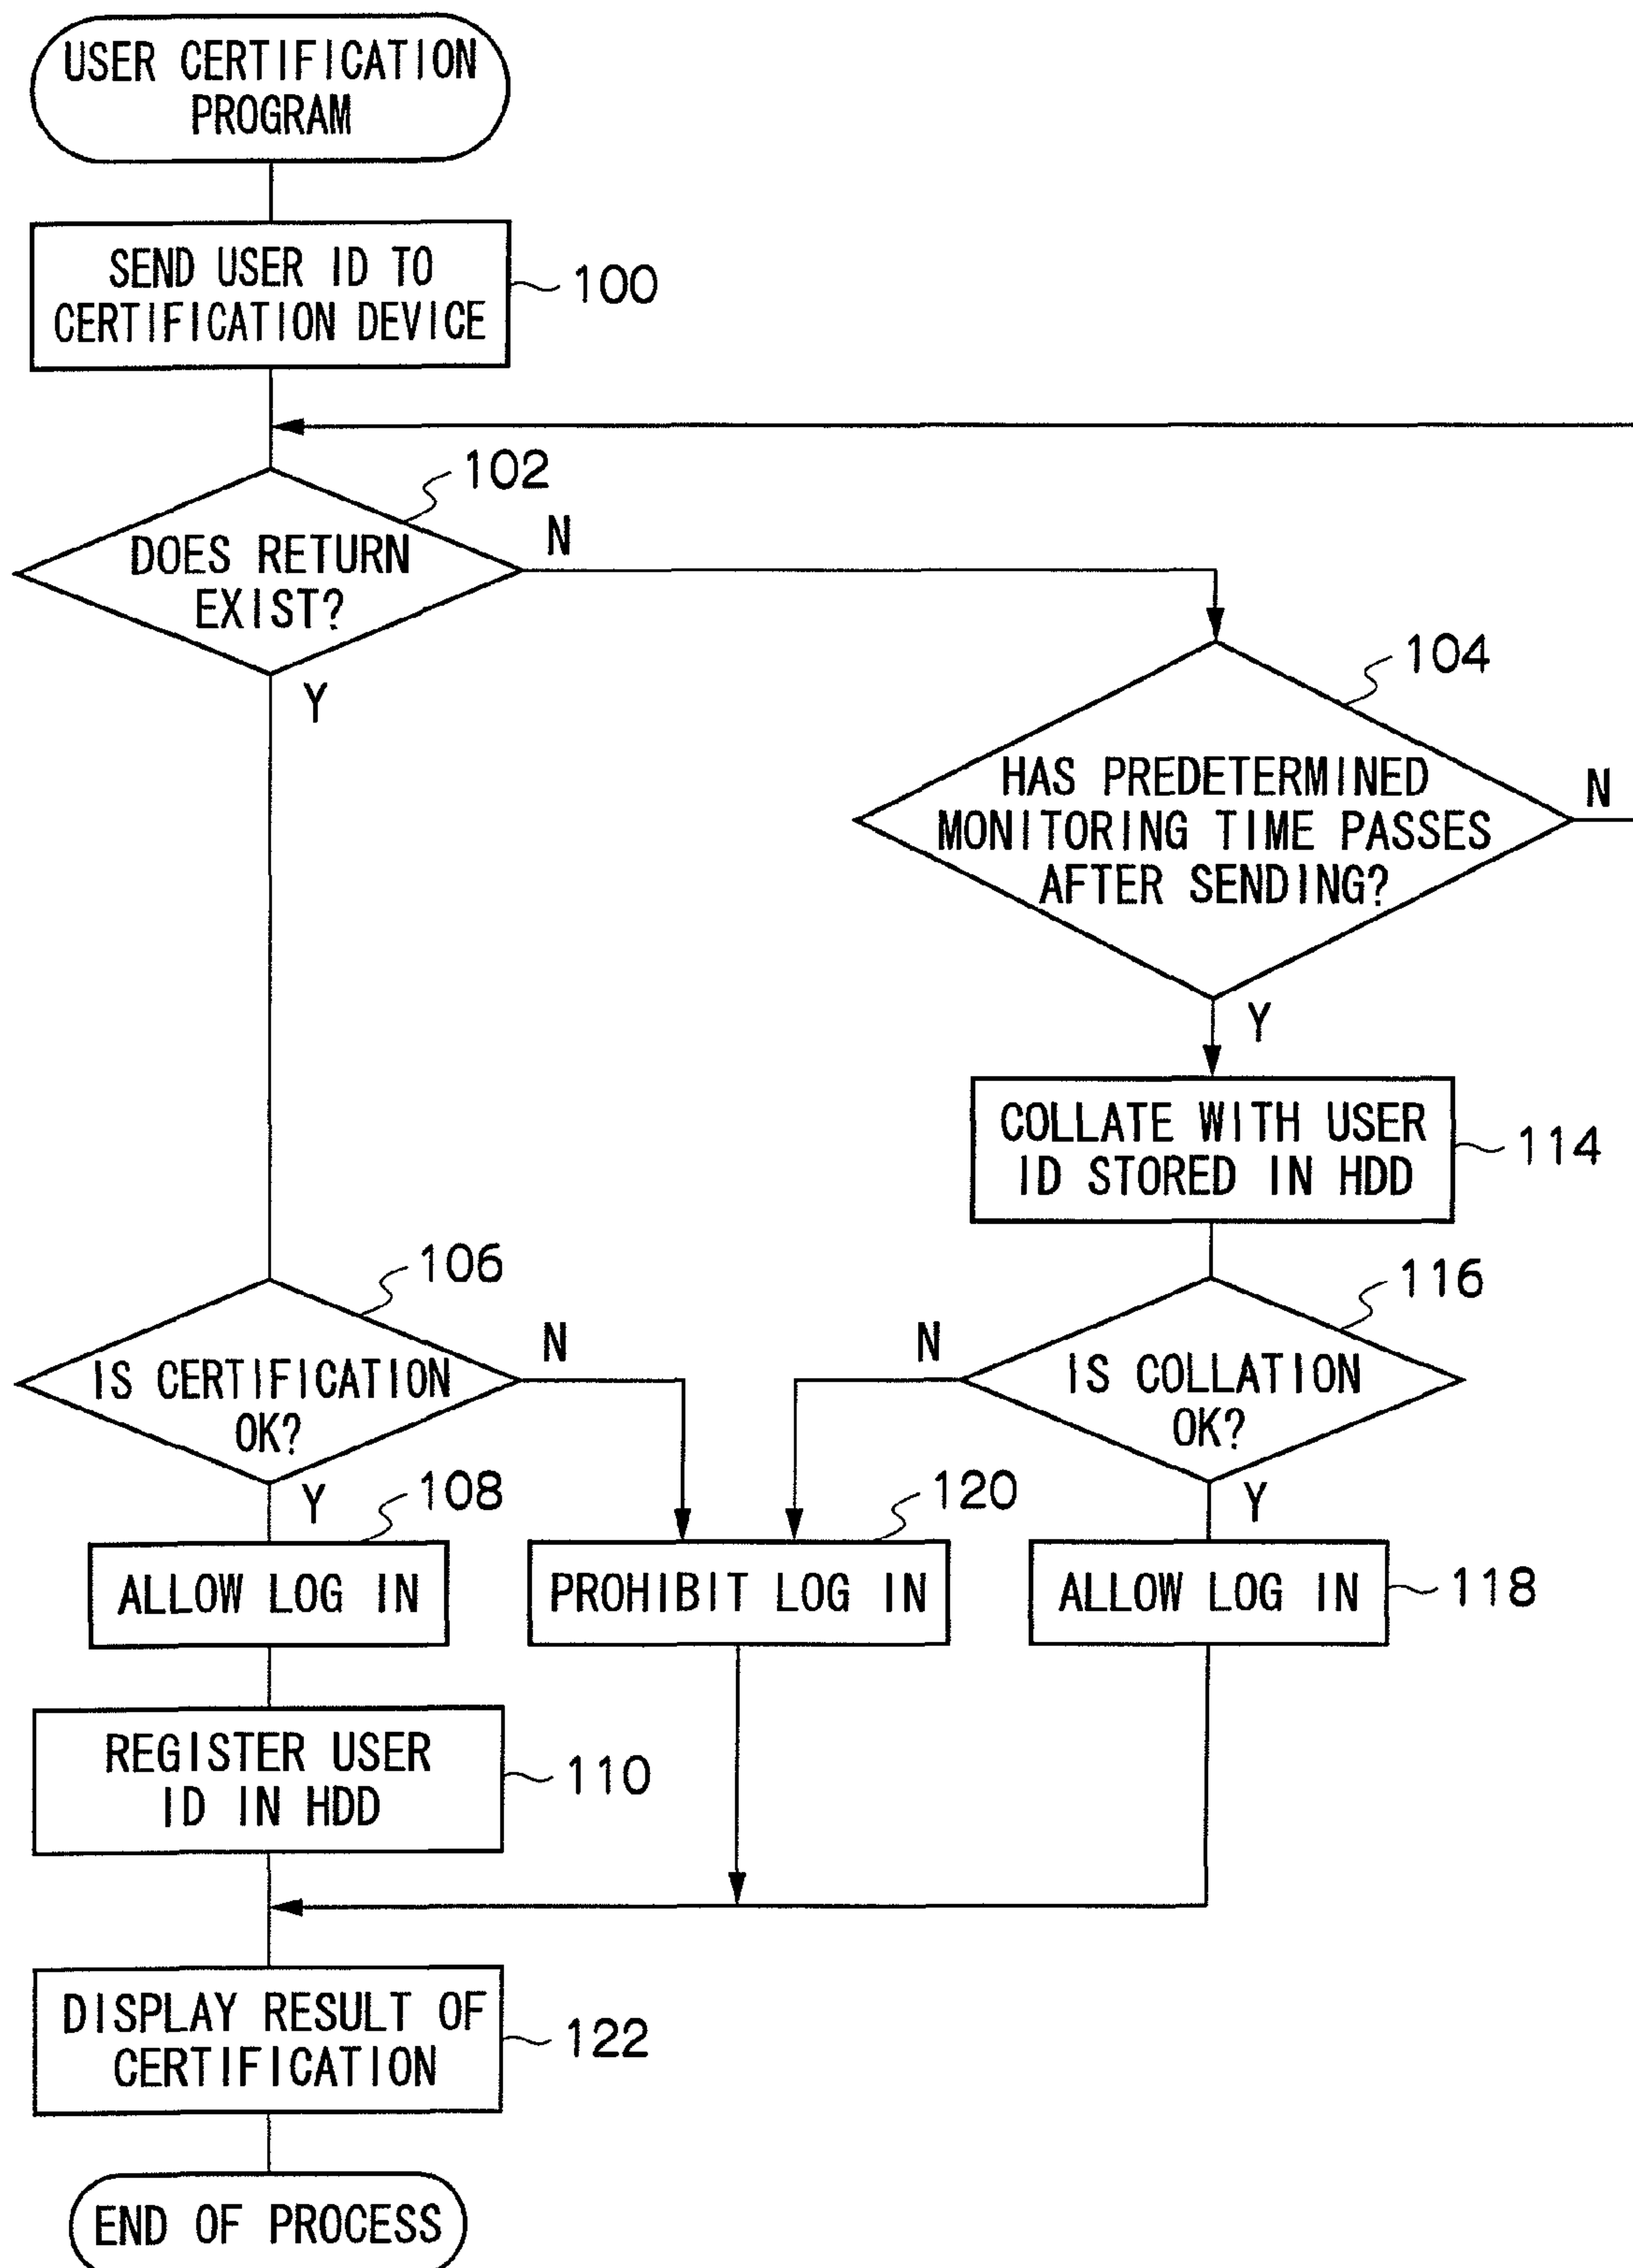 USER CERTIFICATION
PROGRAM
SEND USER ID TO
CERTIFICATION DEVICE
100
102
DOES RETURN
EXIST?
N
Y
104
HAS PREDETERMINED
MONITORING TIME PASSES
AFTER SENDING?
N
Y
COLLATE WITH USER
ID STORED IN HDD
114
106
IS CERTIFICATION
OK?
N
Y
116
IS COLLATION
OK?
N
Y
108
ALLOW LOG IN
120
PROHIBIT LOG IN
ALLOW LOG IN
118
REGISTER USER
ID IN HDD
110
DISPLAY RESULT OF
CERTIFICATION
122
END OF PROCESS